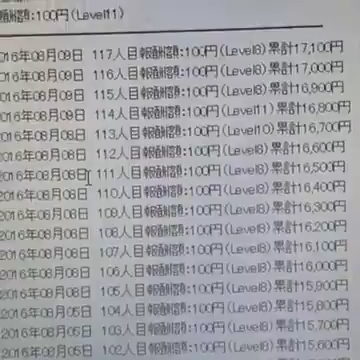 報酬額:100円(Level11)
2016年08月09日 117人目報酬額:100円(Level8)累計17,100円
2016年08月09日 116人目報酬額:100円(Level8)累計17,000円
2016年08月09日 115人目報酬額:100円(Level8)累計16,900円
2016年08月09日 114人目報酬額:100円(Level11)累計16,800円
2016年08月08日 113人目報酬額:100円(Level10)累計16,700円
2016年08月08日 112人目報酬額:100円(Level8)累計16,600円
2016年08月08日 111人目報酬額:100円(Level8)累計16,500円
2016年08月08日 110人目報酬額:100円(Level8)累計16,400円
2016年08月08日 109人目報酬額:100円(Level8)累計16,300円
2016年08月08日 108人目報酬額:100円(Level8)累計16,200円
2016年08月08日 107人目報酬額:100円(Level8)累計16,100円
2016年08月08日 106人目報酬額:100円(Level8)累計16,000円
2016年08月08日 105人目報酬額:100円(Level8)累計15,900円
2016年08月05日 104人目報酬額:100円(Level8)累計15,800円
2016年08月05日 103人目報酬額:100円(Level8)累計15,700円
2016年08月05日 102人目報酬額:100円(Level8)累計15,600円